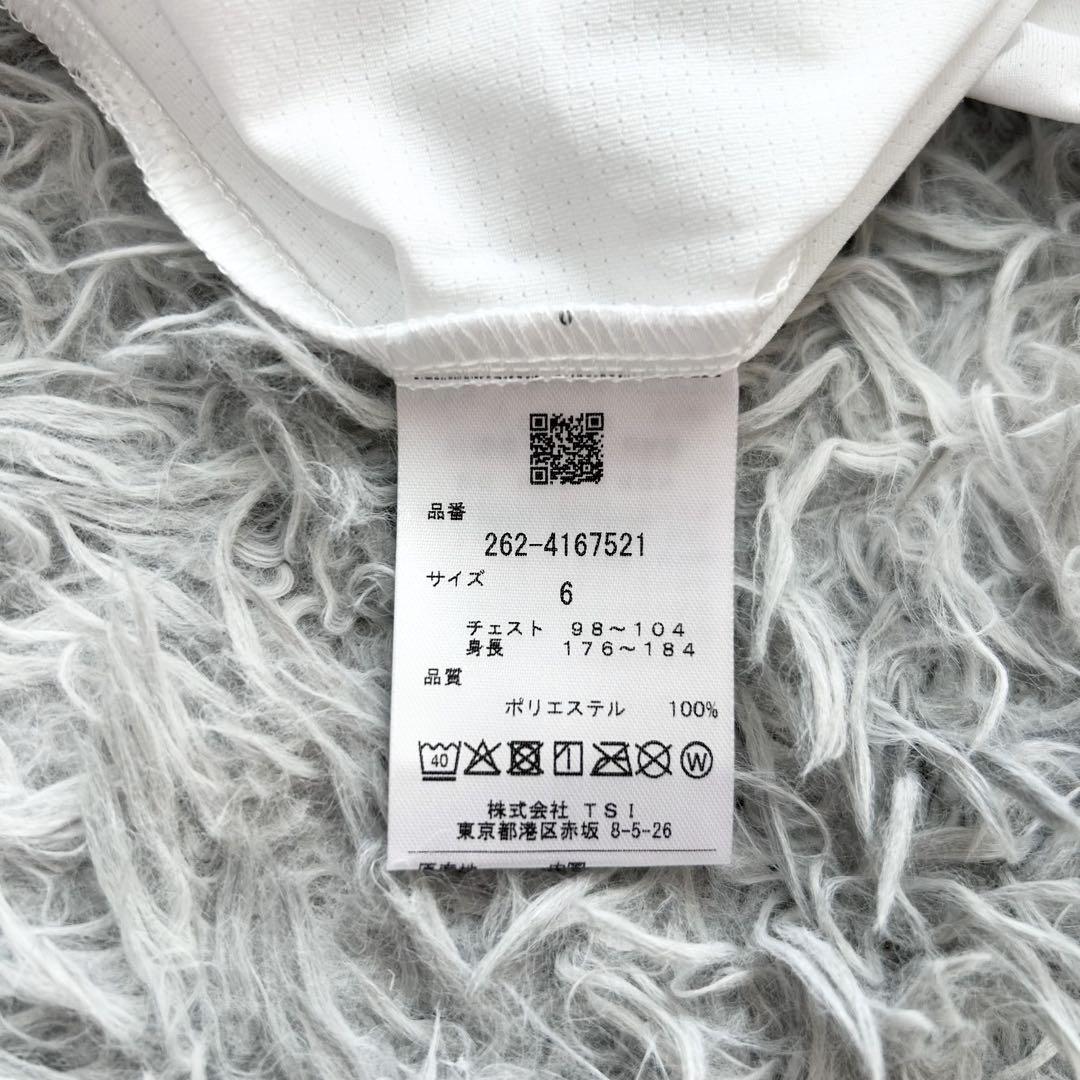 品番
262-4167521
サイズ
6
チェスト 98~104
身長 176~184
品質
ポリエステル 100%
40
W
株式会社 TSI
東京都港区赤坂 8-5-26